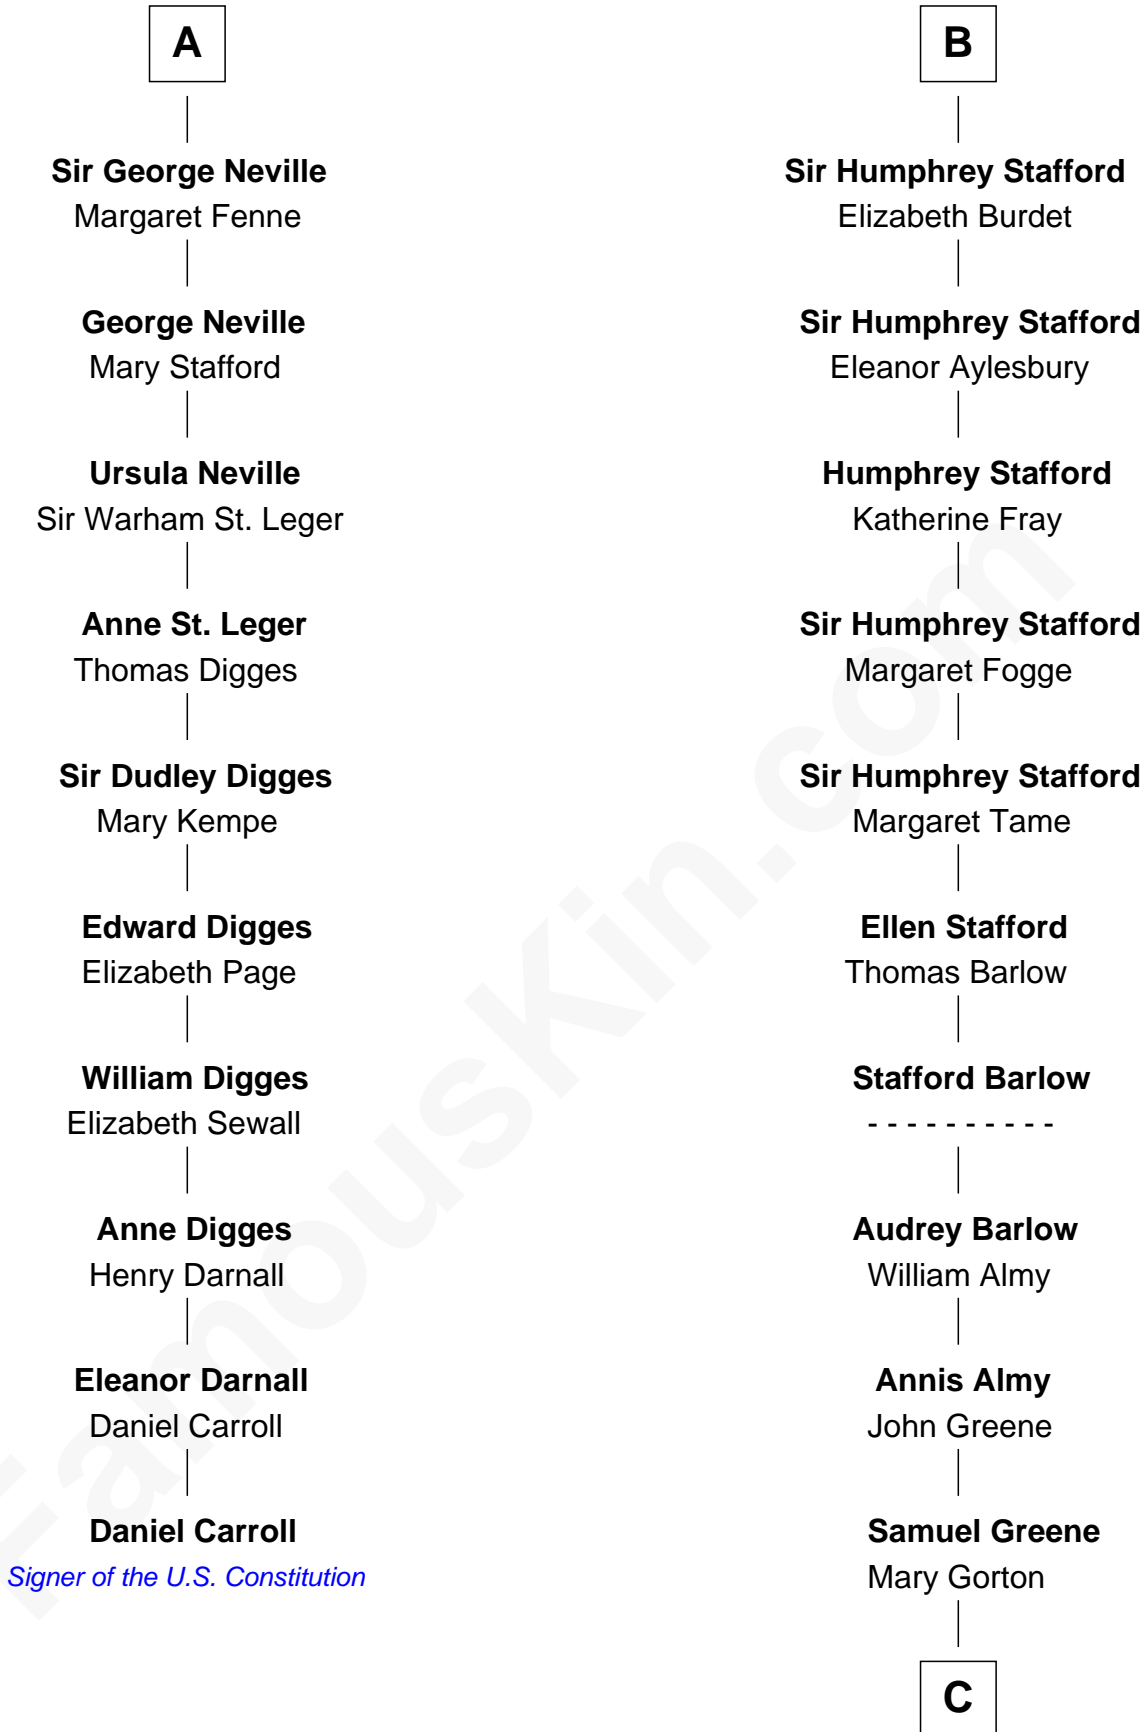 A
Sir George Neville
Margaret Fenne
George Neville
Mary Stafford
Ursula Neville
Sir Warham St. Leger
Anne St. Leger
Thomas Digges
Sir Dudley Digges
Mary Kempe
Edward Digges
Elizabeth Page
William Digges
Elizabeth Sewall
Anne Digges
Henry Darnall
Eleanor Darnall
Daniel Carroll
Daniel Carroll
Signer of the U.S. Constitution
B
Sir Humphrey Stafford
Elizabeth Burdet
Sir Humphrey Stafford
Eleanor Aylesbury
Humphrey Stafford
Katherine Fray
Sir Humphrey Stafford
Margaret Fogge
Sir Humphrey Stafford
Margaret Tame
Ellen Stafford
Thomas Barlow
Stafford Barlow
- - - - - - - - - -
Audrey Barlow
William Almy
Annis Almy
John Greene
Samuel Greene
Mary Gorton
C
FamousKin.com